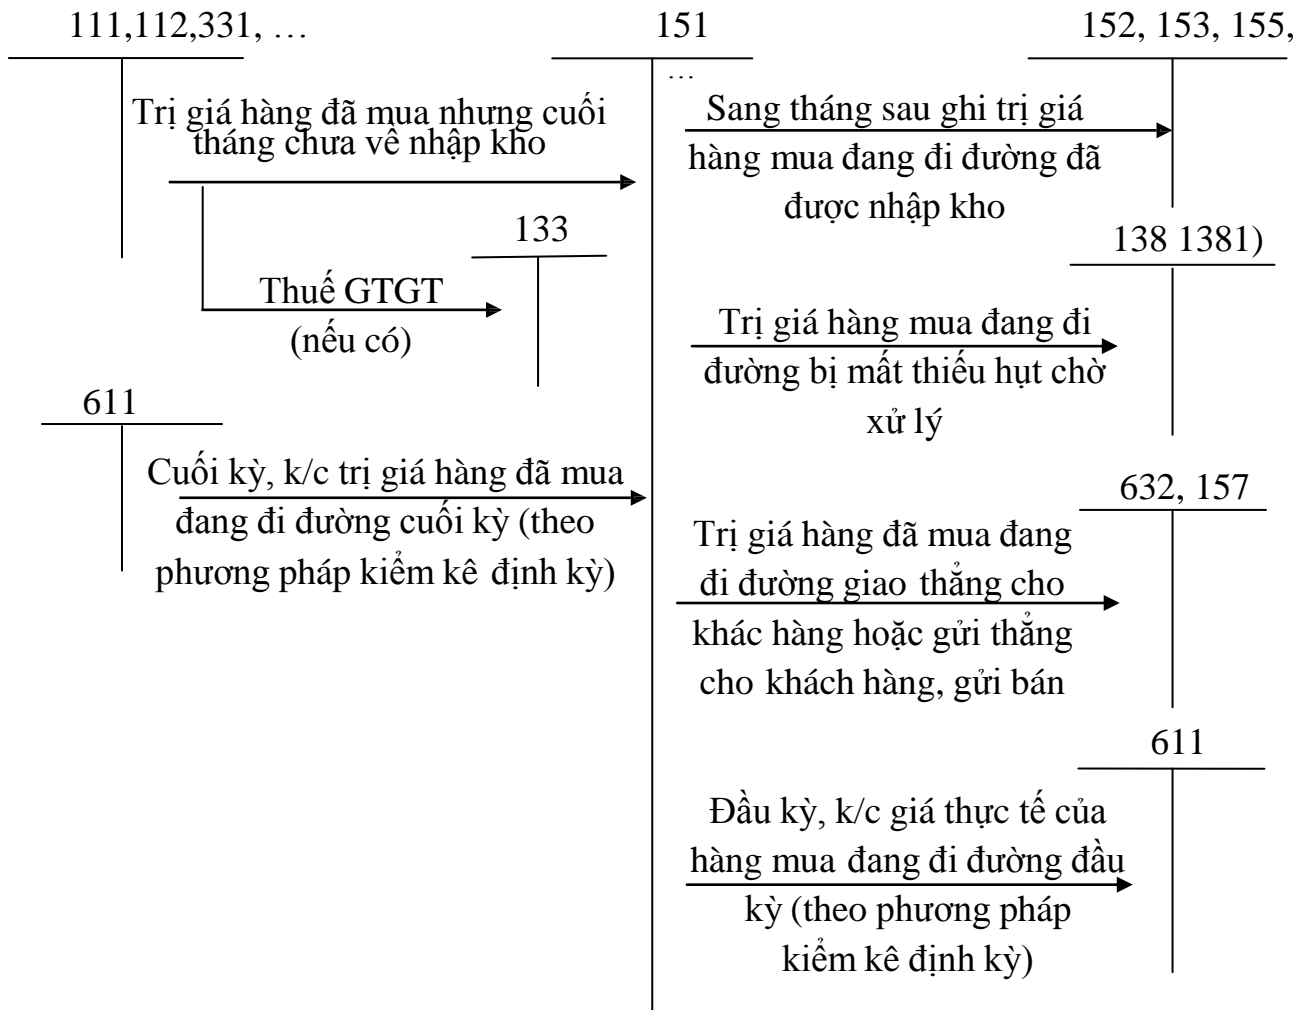 111,112,331, …
151
152, 153, 155,
…
Trị giá hàng đã mua nhưng cuối
tháng chưa về nhập kho
Sang tháng sau ghi trị giá
hàng mua đang đi đường đã
được nhập kho
133
138 1381)
Thuế GTGT
(nếu có)
Trị giá hàng mua đang đi
đường bị mất thiếu hụt chờ
xử lý
611
Cuối kỳ, k/c trị giá hàng đã mua
đang đi đường cuối kỳ (theo
phương pháp kiểm kê định kỳ)
632, 157
Trị giá hàng đã mua đang
đi đường giao thẳng cho
khác hàng hoặc gửi thẳng
cho khách hàng, gửi bán
611
Đầu kỳ, k/c giá thực tế của
hàng mua đang đi đường đầu
kỳ (theo phương pháp
kiểm kê định kỳ)